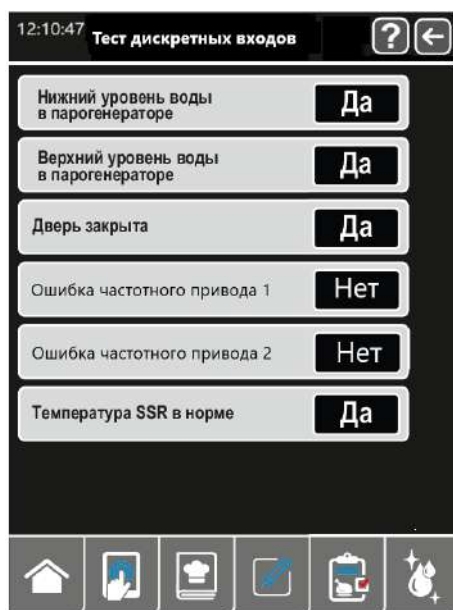 12:10:47 Тест дискретных входов ?
Нижний уровень воды
в парогенераторе
Да
Верхний уровень воды
в парогенераторе
Да
Дверь закрыта Да
Ошибка частотного привода 1 Нет
Ошибка частотного привода 2 Нет
Температура SSR в норме Да